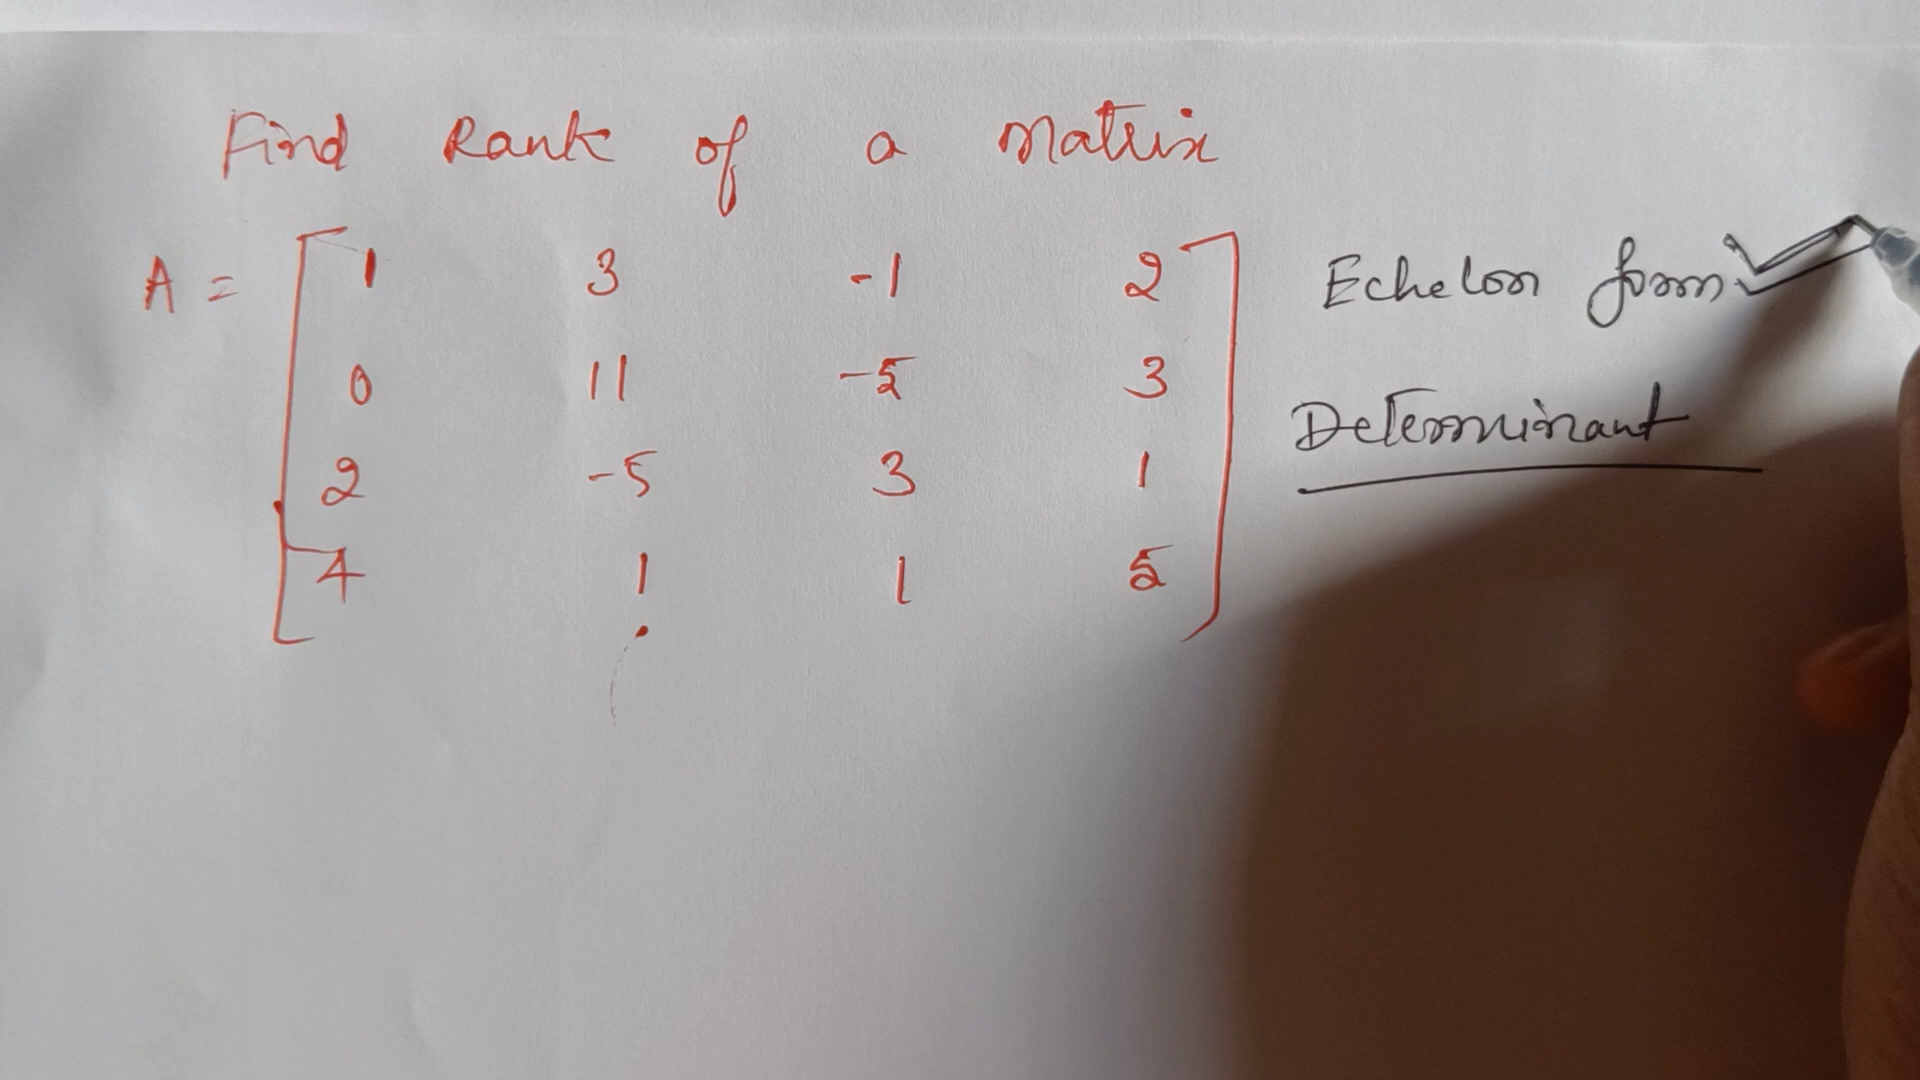 Find Rank of a Matrix
A = [ 1 3 -1 2 ] Echelon form
0 11 -5 3 Determinant
2 -5 3 1
4 1 1 5